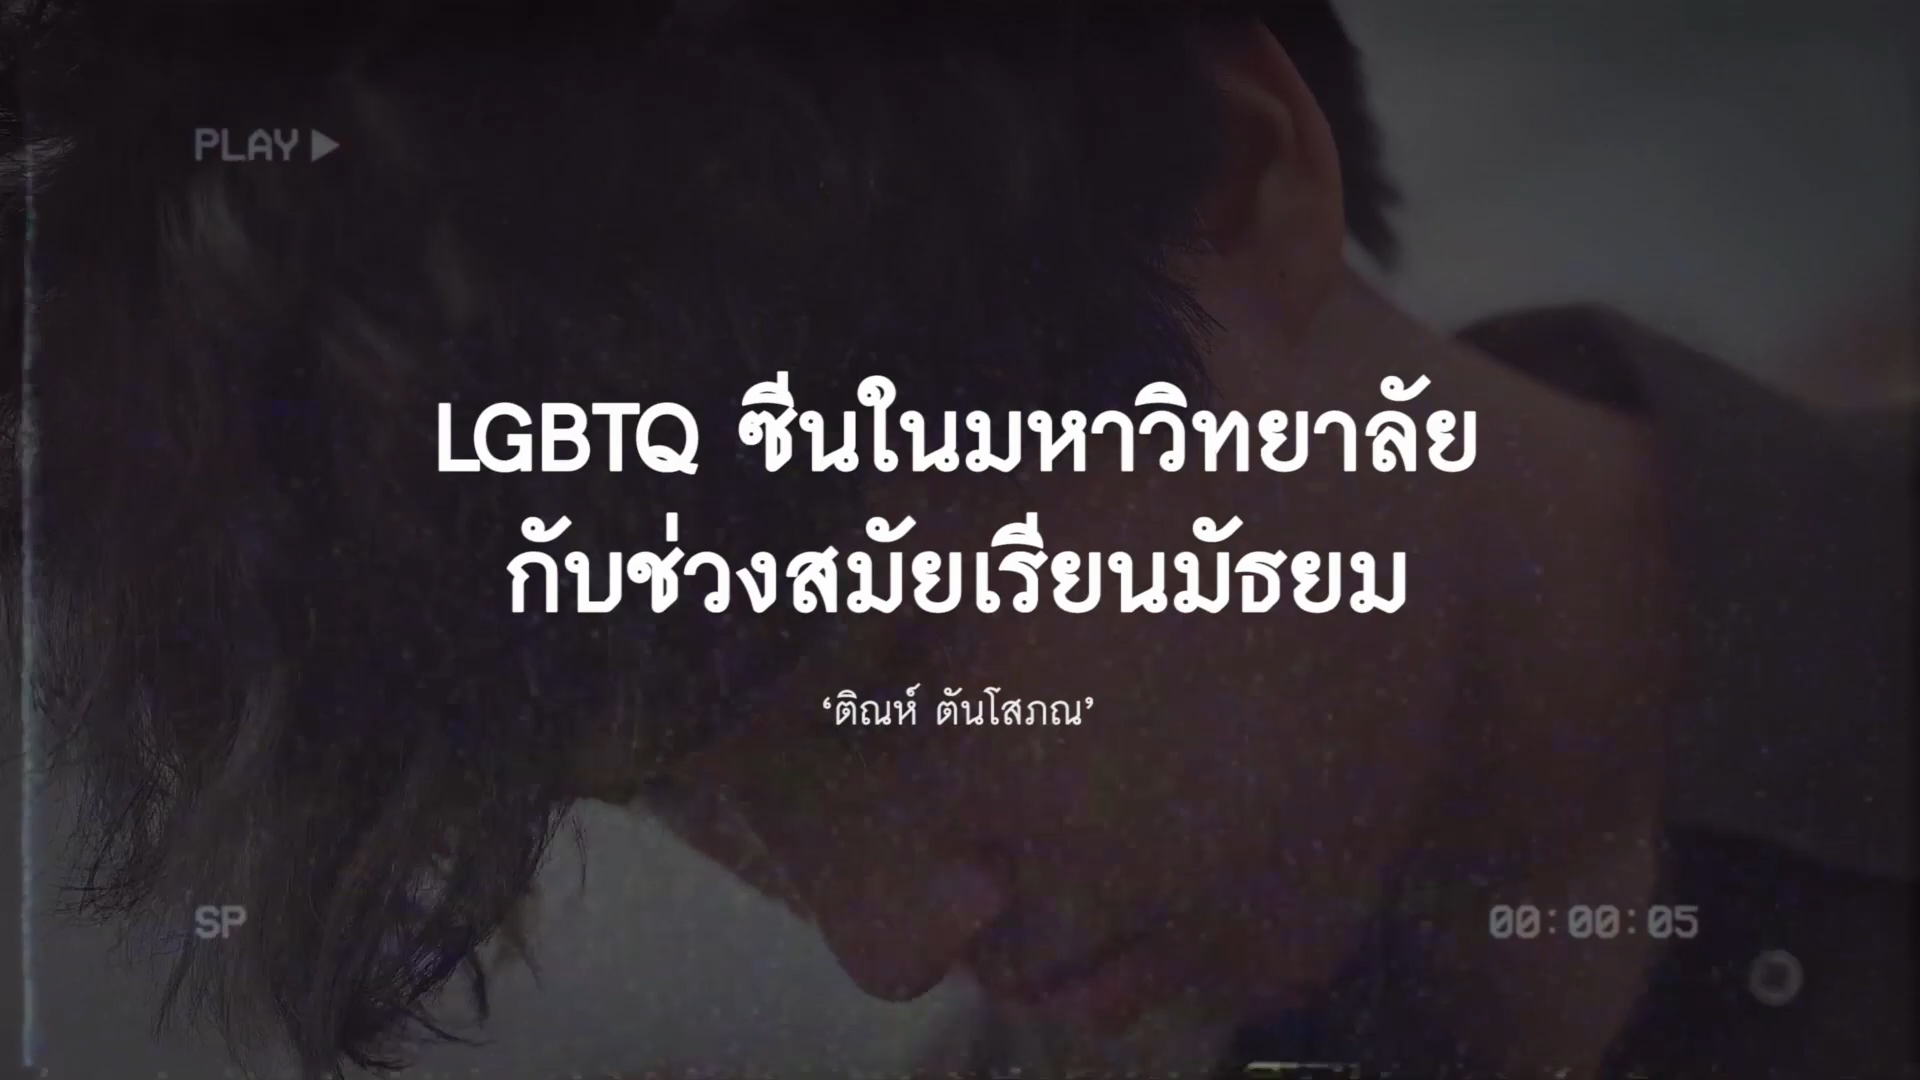 PLAY
LGBTQ ซีนในมหาวิทยาลัย
กับช่วงสมัยเรียนมัธยม
‘ติณห์ ตันโสภณ’
SP
00:00:05